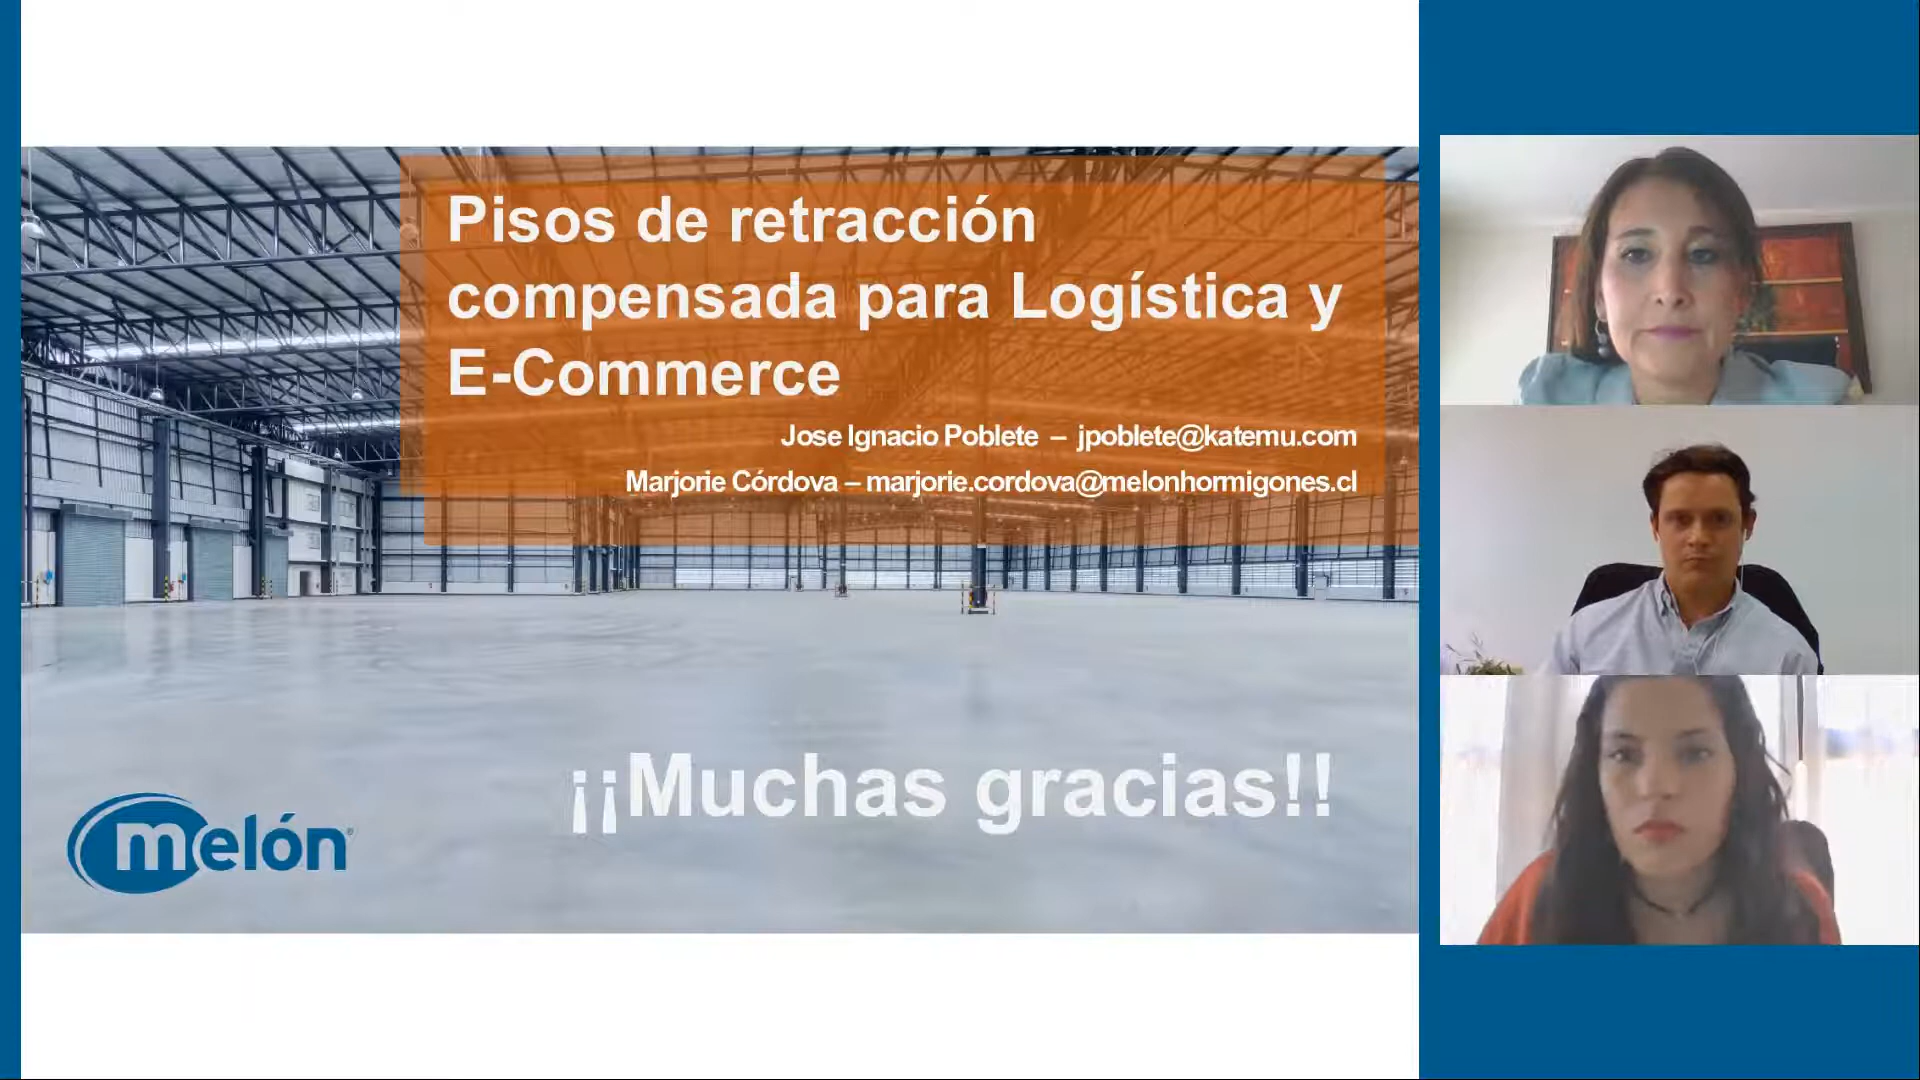 Pisos de retracción
compensada para Logística y
E-Commerce
Jose Ignacio Poblete – jpoblete@katemu.com
Marjorie Córdova – marjorie.cordova@melonhormigones.cl
¡¡Muchas gracias!!
melón